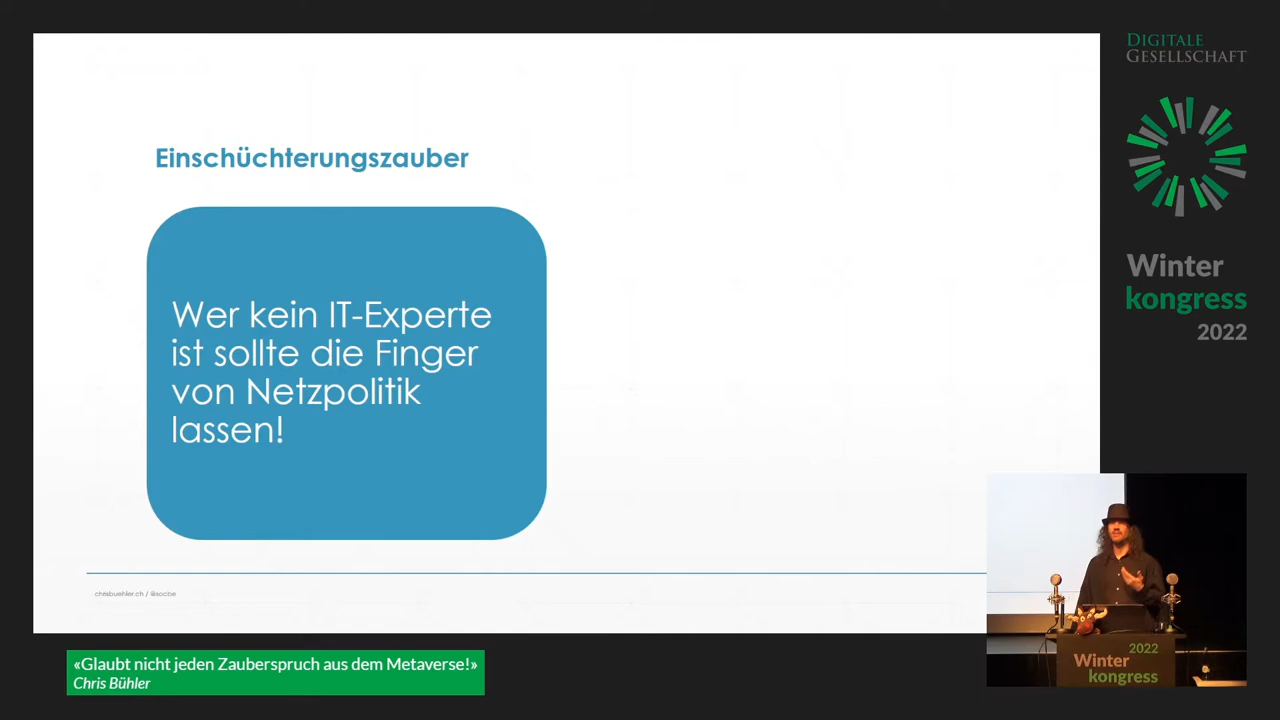 DIGITALE
GESELLSCHAFT
Einschüchterungszauber
Wer kein IT-Experte
ist sollte die Finger
von Netzpolitik
lassen!
Winter
kongress
2022
chrisbuehler.ch / @socbe
2022
Winter
kongress
«Glaubt nicht jeden Zauberspruch aus dem Metaverse!»
Chris Bühler